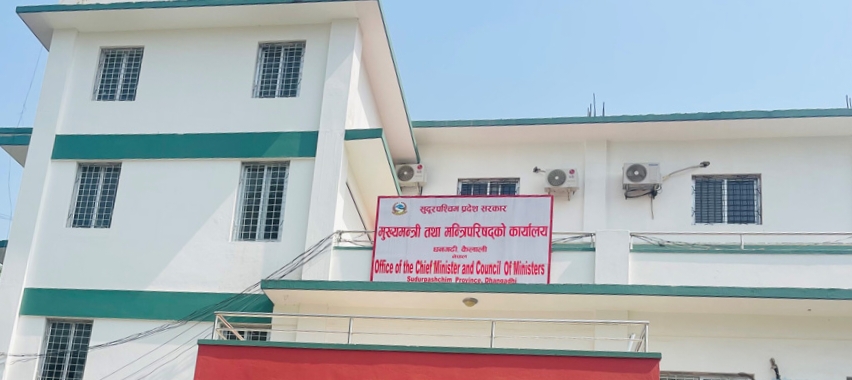 सुदूरपश्चिम प्रदेश सरकार
मुख्यमन्त्री तथा मन्त्रिपरिषद्को कार्यालय
धनगढी कैलाली
नेपाल
Office of the Chief Minister and Council Of Ministers
Sudurpashchim Province, Dhangadhi